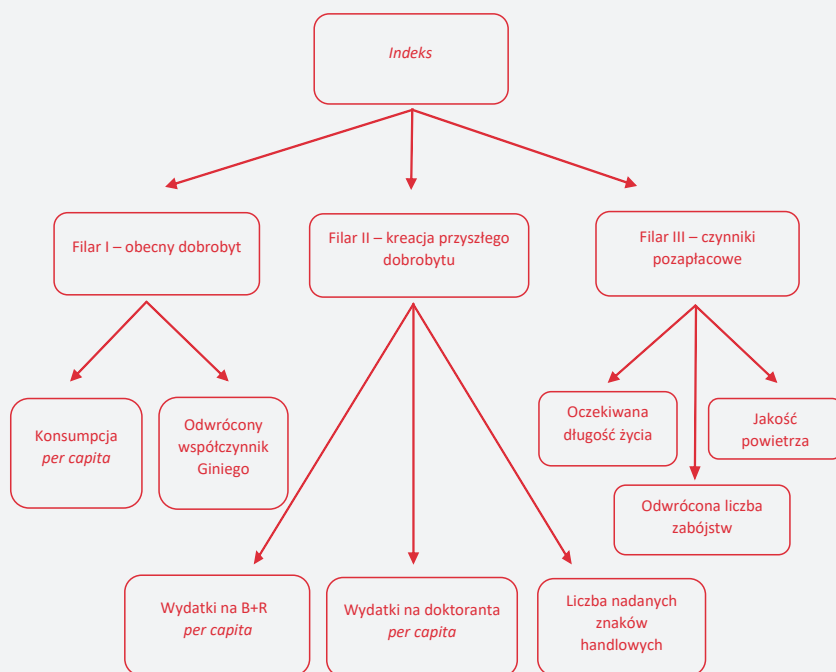 Indeks
Filar I – obecny dobrobyt
Filar II – kreacja przyszłego
dobrobytu
Filar III – czynniki
pozapłacowe
Konsumpcja
per capita
Odwrócony
współczynnik
Giniego
Oczekiwana
długość życia
Jakość
powietrza
Odwrócona liczba
zabójstw
Wydatki na B+R
per capita
Wydatki na doktoranta
per capita
Liczba nadanych
znaków
handlowych